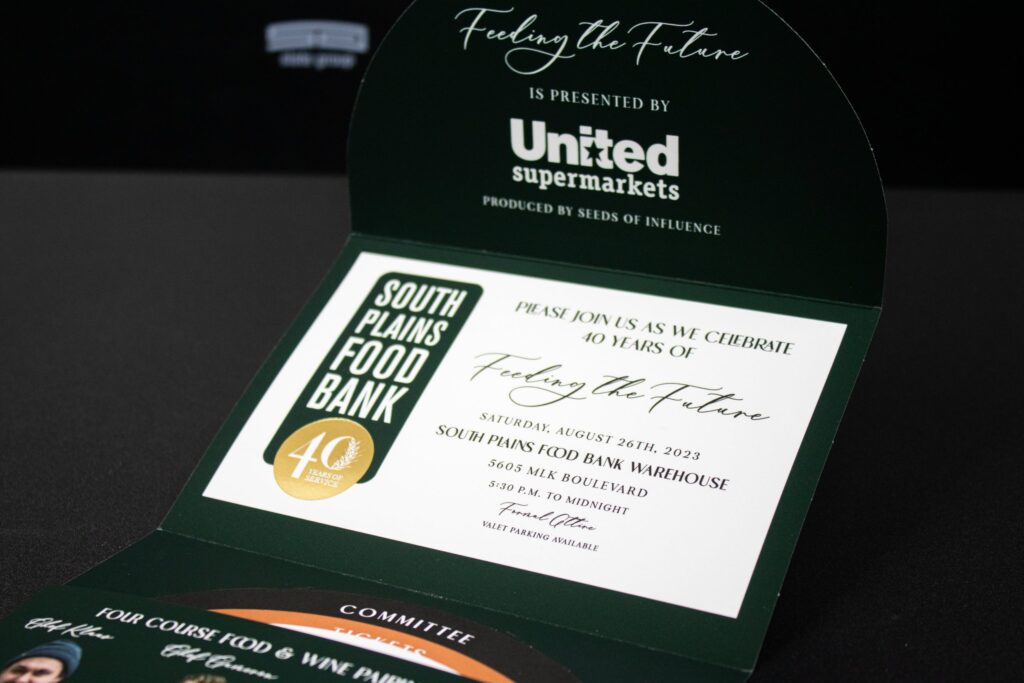 Feeding the Future
IS PRESENTED BY
United
supermarkets
PRODUCED BY SEEDS OF INFLUENCE
SOUTH
PLAINS
FOOD
BANK
40
YEARS OF
SERVICE
PLEASE JOIN US AS WE CELEBRATE
40 YEARS OF
Feeding the Future
SATURDAY, AUGUST 26TH, 2023
SOUTH PLAINS FOOD BANK WAREHOUSE
5605 MLK BOULEVARD
5:30 P.M. TO MIDNIGHT
Formal Attire
VALET PARKING AVAILABLE
COMMITTEE
TICKETS
FOUR COURSE FOOD & WINE
Chef
Chef